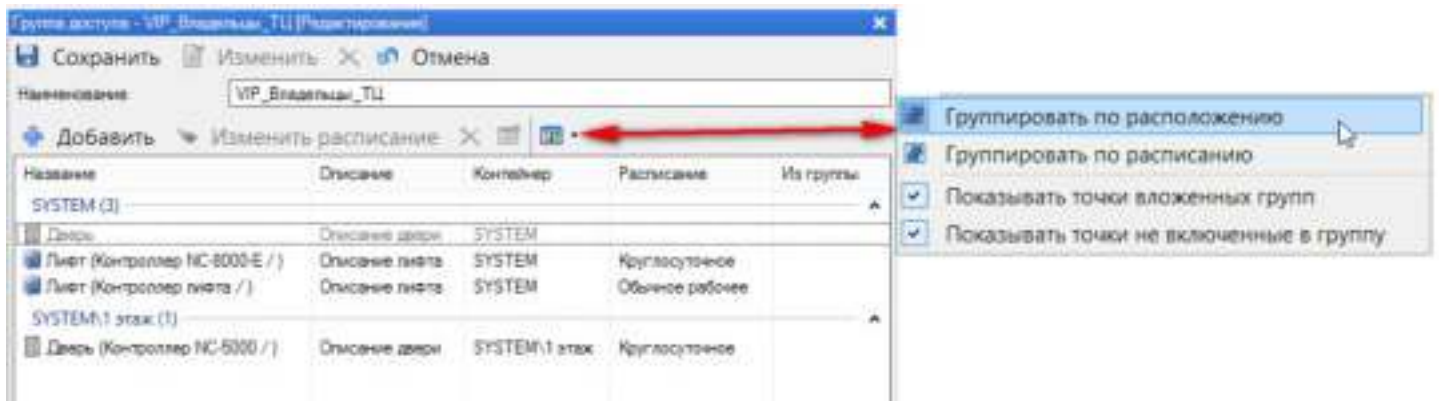 Группа доступа - VIP_Владельцы_ТЦ [Редактирование]
Сохранить Изменить Отмена
Наименование VIP_Владельцы_ТЦ
Добавить Изменить расписание
Название Описание Контейнер Расписание Из группы
SYSTEM (3)
Дверь Описание двери SYSTEM
Лифт (Контроллер NC-8000-E / ) Описание лифта SYSTEM Круглосуточное
Лифт (Контроллер лифта / ) Описание лифта SYSTEM Обычное рабочее
SYSTEM\1 этаж (1)
Дверь (Контроллер NC-5000 / ) Описание двери SYSTEM\1 этаж Круглосуточное
Группировать по расположению
Группировать по расписанию
Показывать точки вложенных групп
Показывать точки не включенные в группу